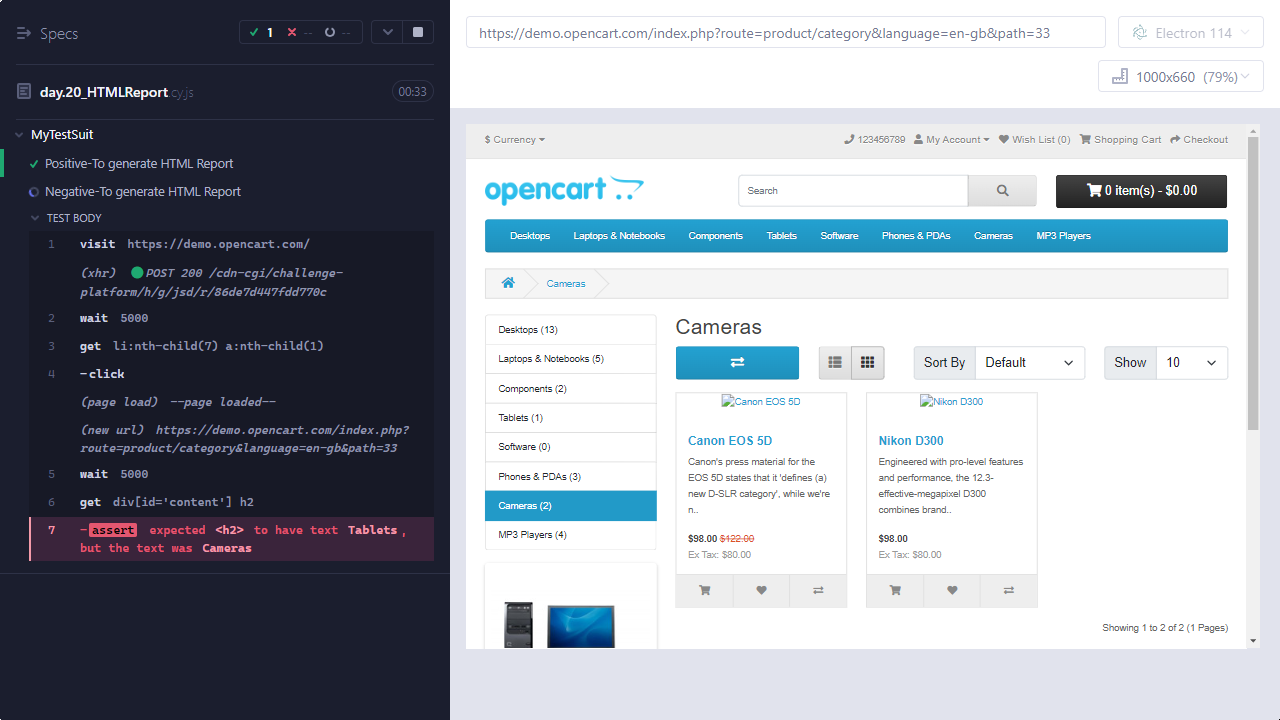 Specs
1 -- --
day.20_HTMLReport.cy.js
00:33
MyTestSuit
Positive-To generate HTML Report
Negative-To generate HTML Report
TEST BODY
1 visit https://demo.opencart.com/
(xhr) POST 200 /cdn-cgi/challenge-
platform/h/g/jsd/r/86de7d447fdd770c
2 wait 5000
3 get li:nth-child(7) a:nth-child(1)
4 -click
(page load) --page loaded--
(new url) https://demo.opencart.com/index.php?
route=product/category&language=en-gb&path=33
5 wait 5000
6 get div[id='content'] h2
7 -assert expected <h2> to have text Tablets,
but the text was Cameras
https://demo.opencart.com/index.php?route=product/category&language=en-gb&path=33
Electron 114
1000x660 (79%)
$ Currency
123456789
My Account
Wish List (0)
Shopping Cart
Checkout
opencart
Search
0 item(s) - $0.00
Desktops
Laptops & Notebooks
Components
Tablets
Software
Phones & PDAs
Cameras
MP3 Players
Cameras
Desktops (13)
Laptops & Notebooks (5)
Components (2)
Tablets (1)
Software (0)
Phones & PDAs (3)
Cameras (2)
MP3 Players (4)
Cameras
Sort By
Default
Show
10
Canon EOS 5D
Canon EOS 5D
Canon's press material for the
EOS 5D states that it 'defines (a)
new D-SLR category', while we're
n..
$98.00 $122.00
Ex Tax: $80.00
Nikon D300
Nikon D300
Engineered with pro-level features
and performance, the 12.3-
effective-megapixel D300
combines brand..
$98.00
Ex Tax: $80.00
Showing 1 to 2 of 2 (1 Pages)